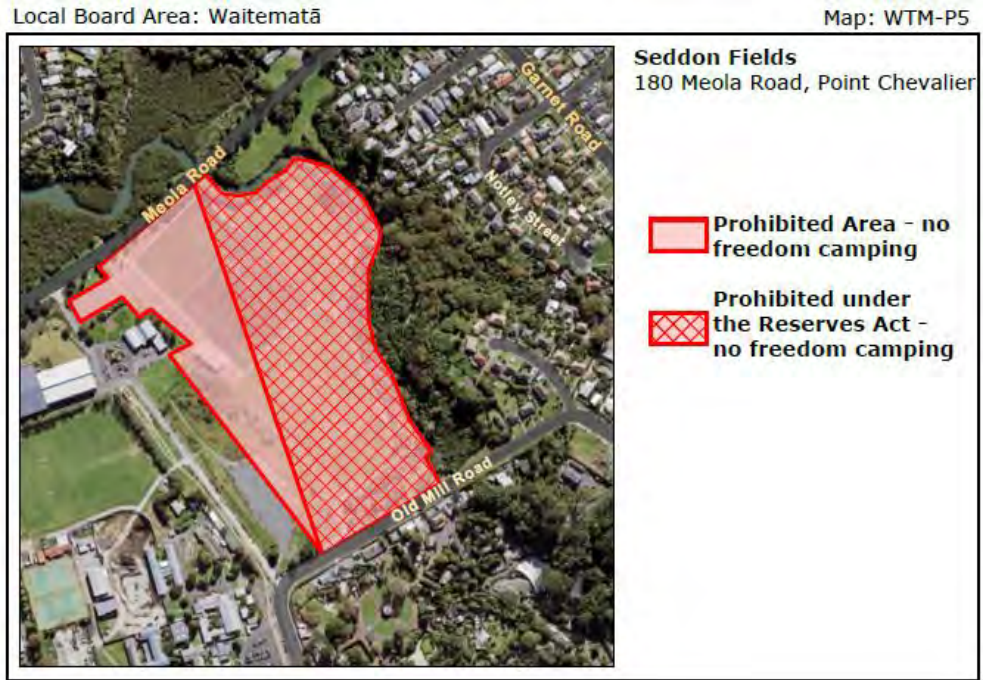 Local Board Area: Waitematā
Map: WTM-P5
Seddon Fields
180 Meola Road, Point Chevalier
Garnet Road
Notley Street
Meola Road
Prohibited Area - no
freedom camping
Prohibited under
the Reserves Act -
no freedom camping
Old Mill Road